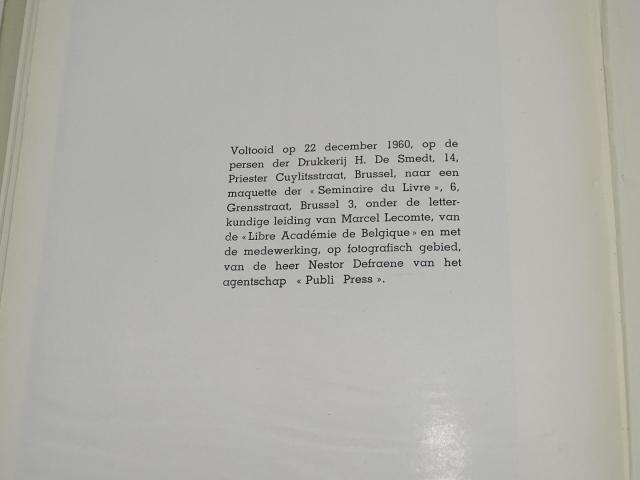 Voltooid op 22 december 1960, op de
persen der Drukkerij H. De Smedt, 14,
Priester Cuylitsstraat, Brussel, naar een
maquette der « Seminaire du Livre », 6,
Grensstraat, Brussel 3, onder de letter-
kundige leiding van Marcel Lecomte, van
de « Libre Académie de Belgique » en met
de medewerking, op fotografisch gebied,
van de heer Nestor Defraene van het
agentschap « Publi Press ».